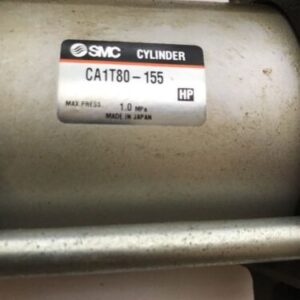 SMC CYLINDER
CA1T80-155
HP
MAX PRESS. 1.0 MPa
MADE IN JAPAN